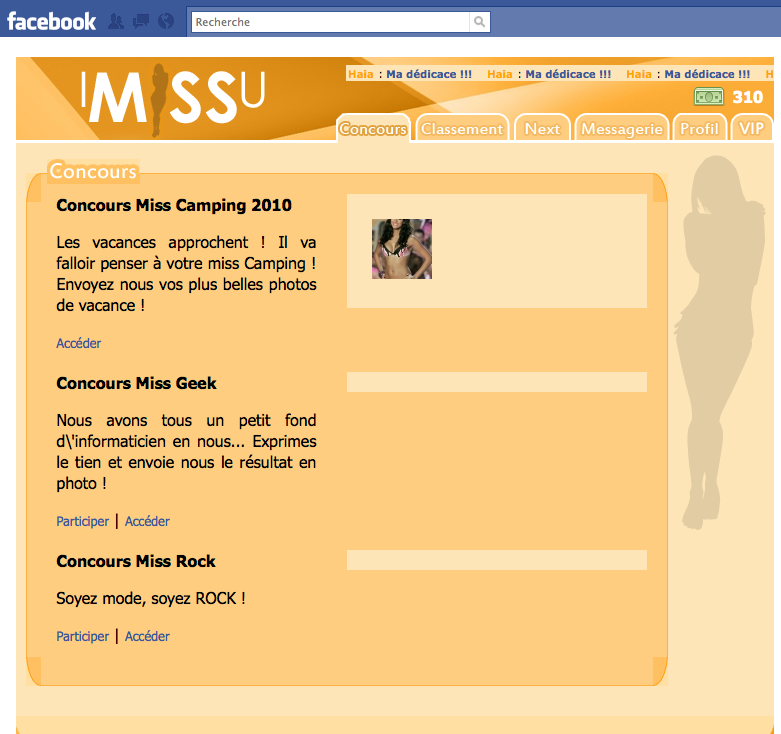 facebook
Recherche
IMISSU
Haia : Ma dédicace !!! Haia : Ma dédicace !!! Haia : Ma dédicace !!! H
310
Concours Classement Next Messagerie Profil VIP
Concours
Concours Miss Camping 2010
Les vacances approchent ! Il va
falloir penser à votre miss Camping !
Envoyez nous vos plus belles photos
de vacance !
Accéder
Concours Miss Geek
Nous avons tous un petit fond
d\'informaticien en nous... Exprimes
le tien et envoie nous le résultat en
photo !
Participer | Accéder
Concours Miss Rock
Soyez mode, soyez ROCK !
Participer | Accéder